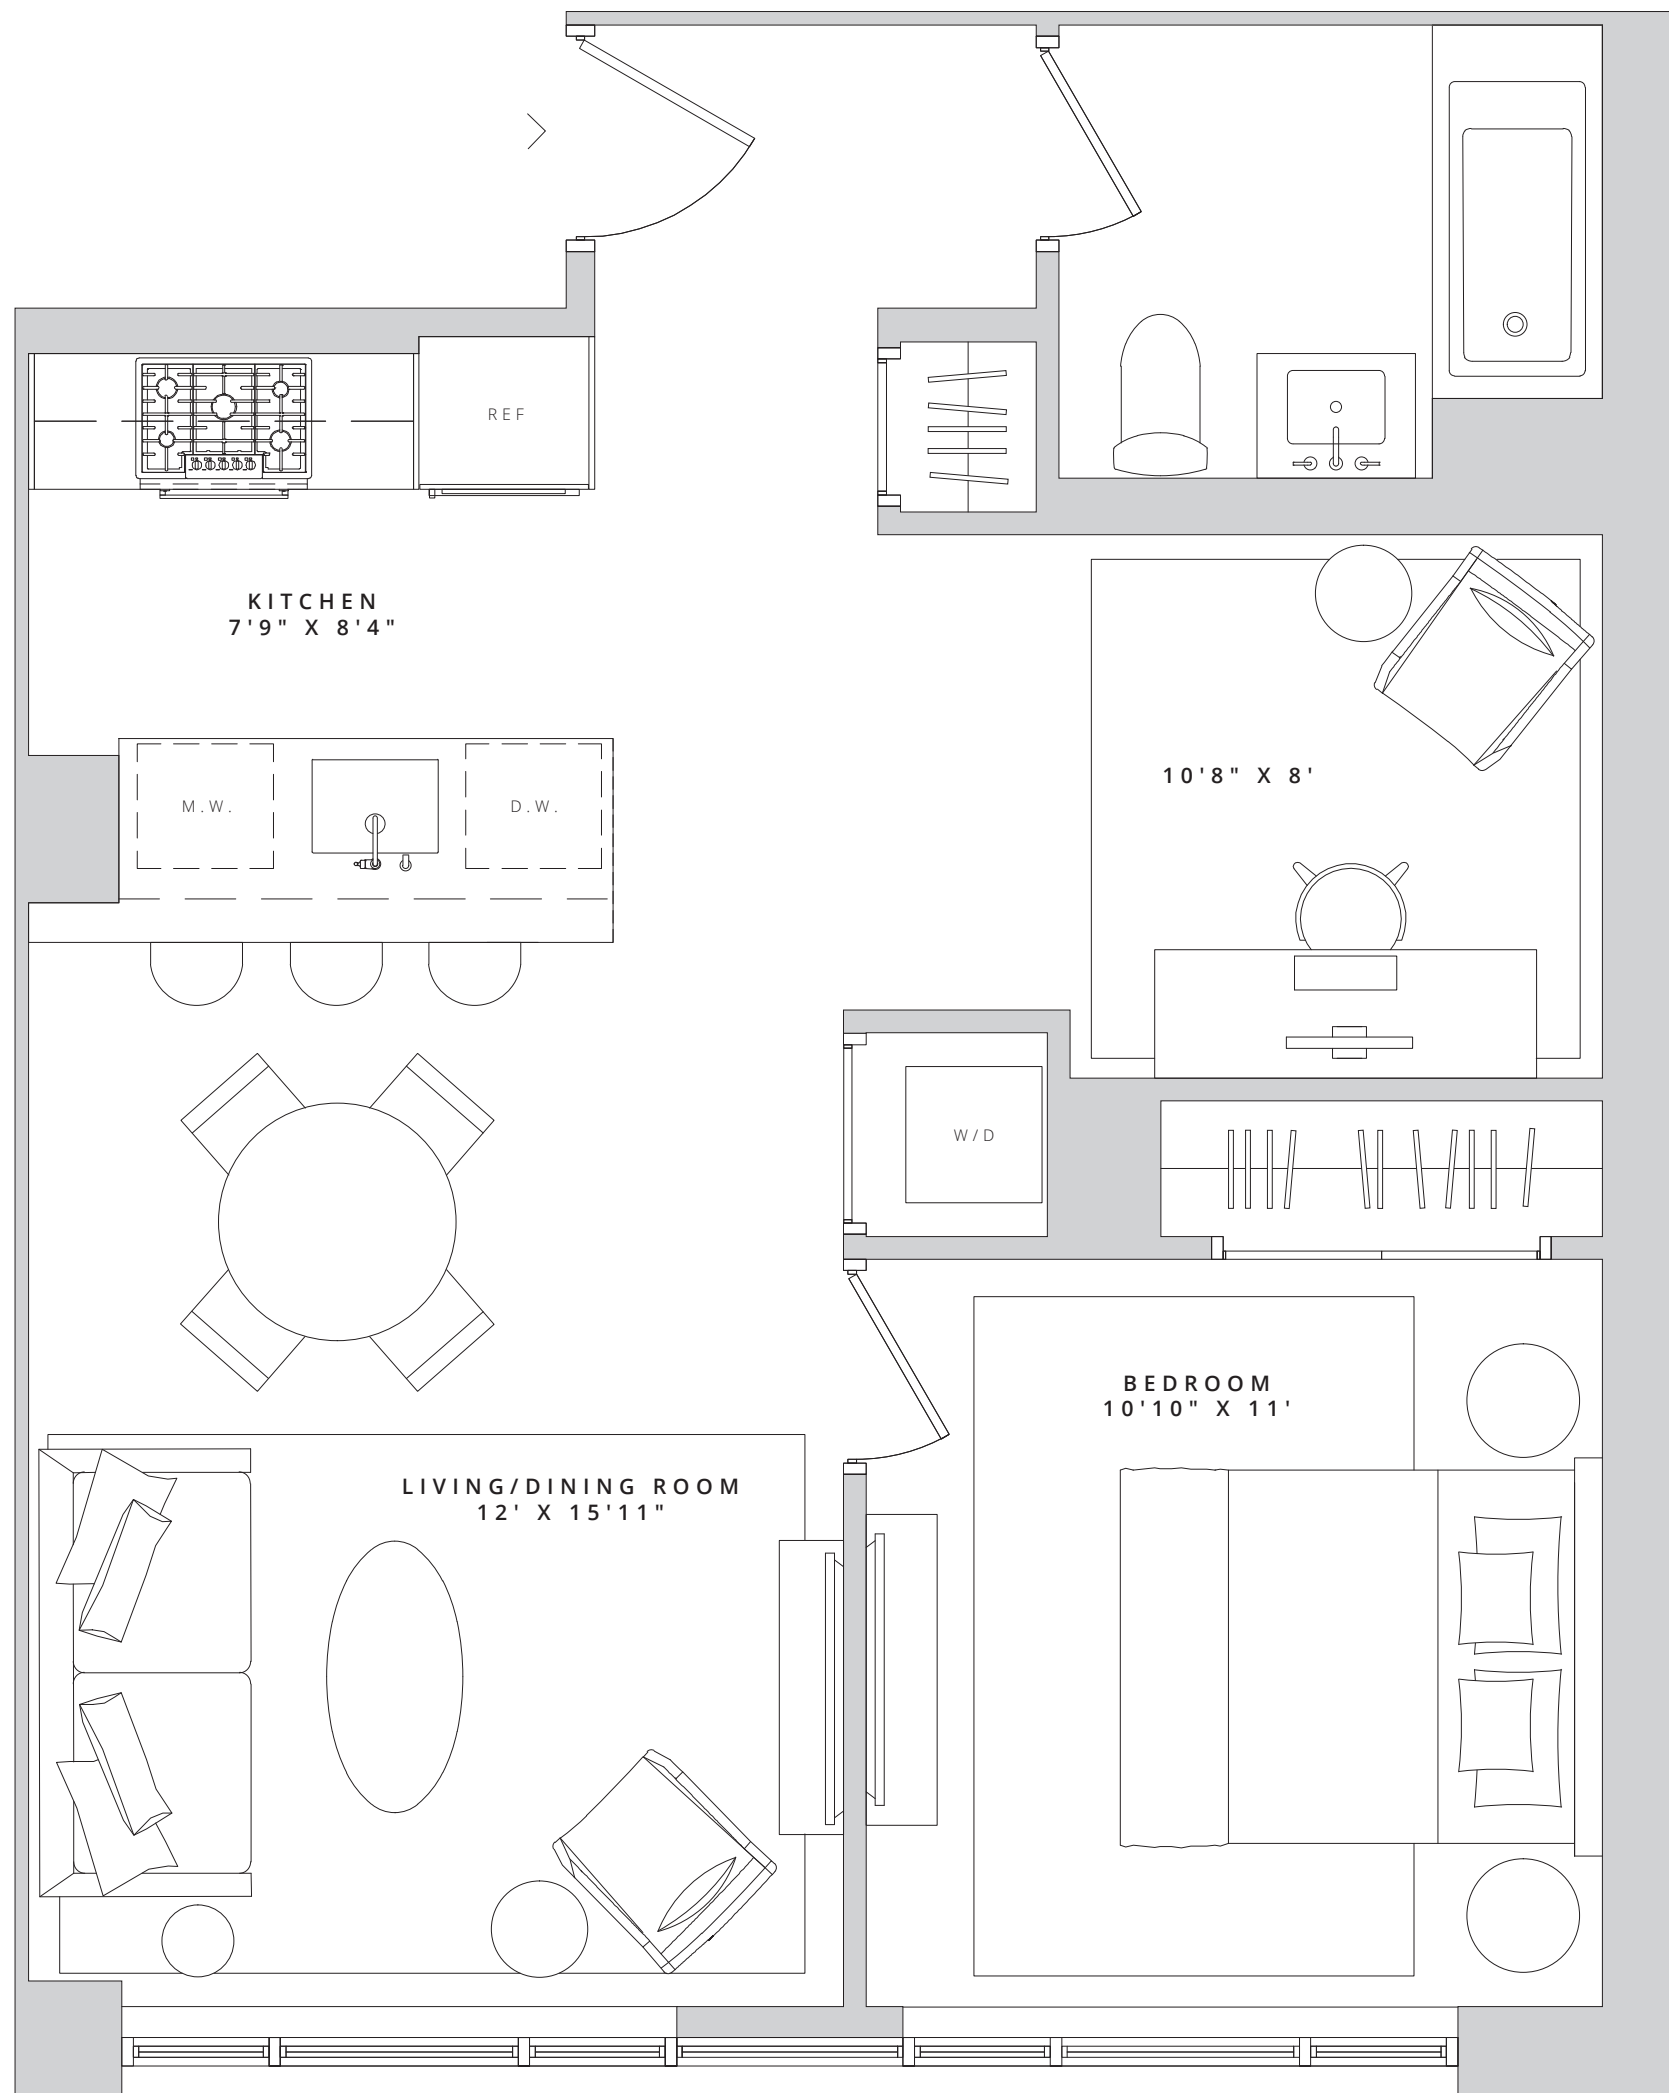 REF
KITCHEN
7'9" X 8'4"
M.W.
D.W.
10'8" X 8'
W/D
BEDROOM
10'10" X 11'
LIVING/DINING ROOM
12' X 15'11"